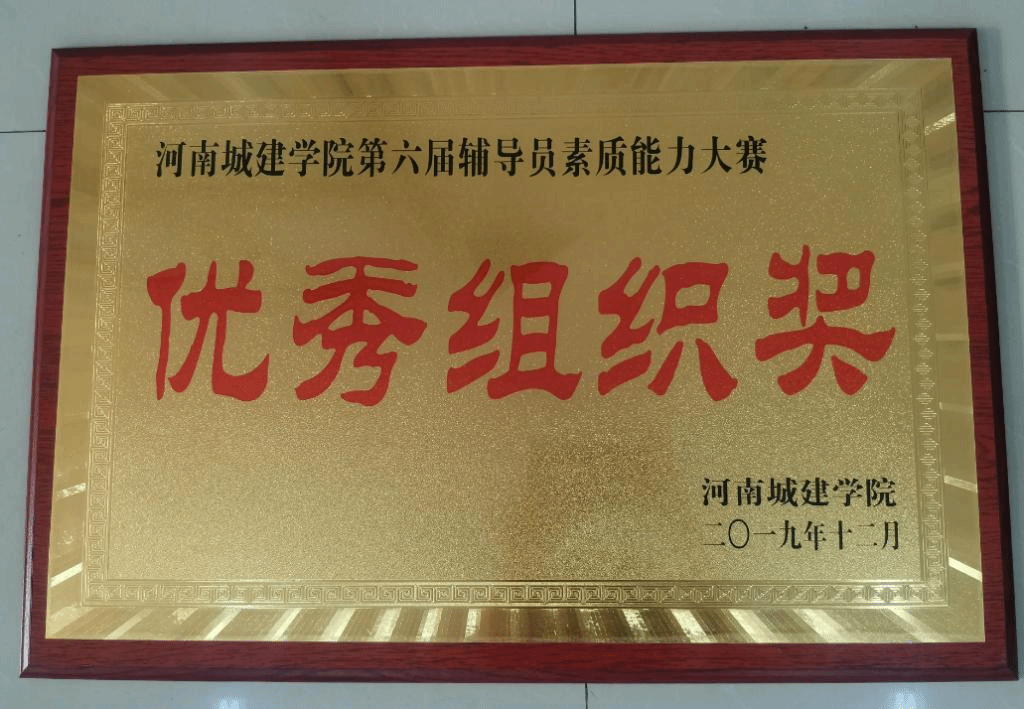 河南城建学院第六届辅导员素质能力大赛
优秀组织奖
河南城建学院
二〇一九年十二月